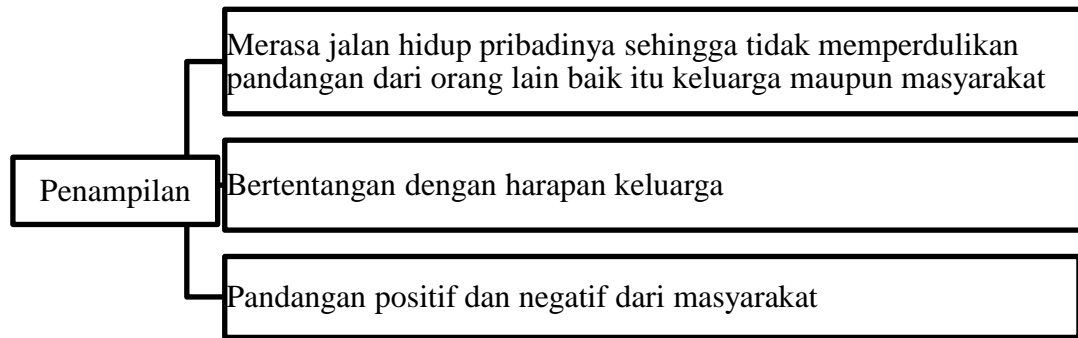 Merasa jalan hidup pribadinya sehingga tidak memperdulikan
pandangan dari orang lain baik itu keluarga maupun masyarakat
Penampilan
Bertentangan dengan harapan keluarga
Pandangan positif dan negatif dari masyarakat